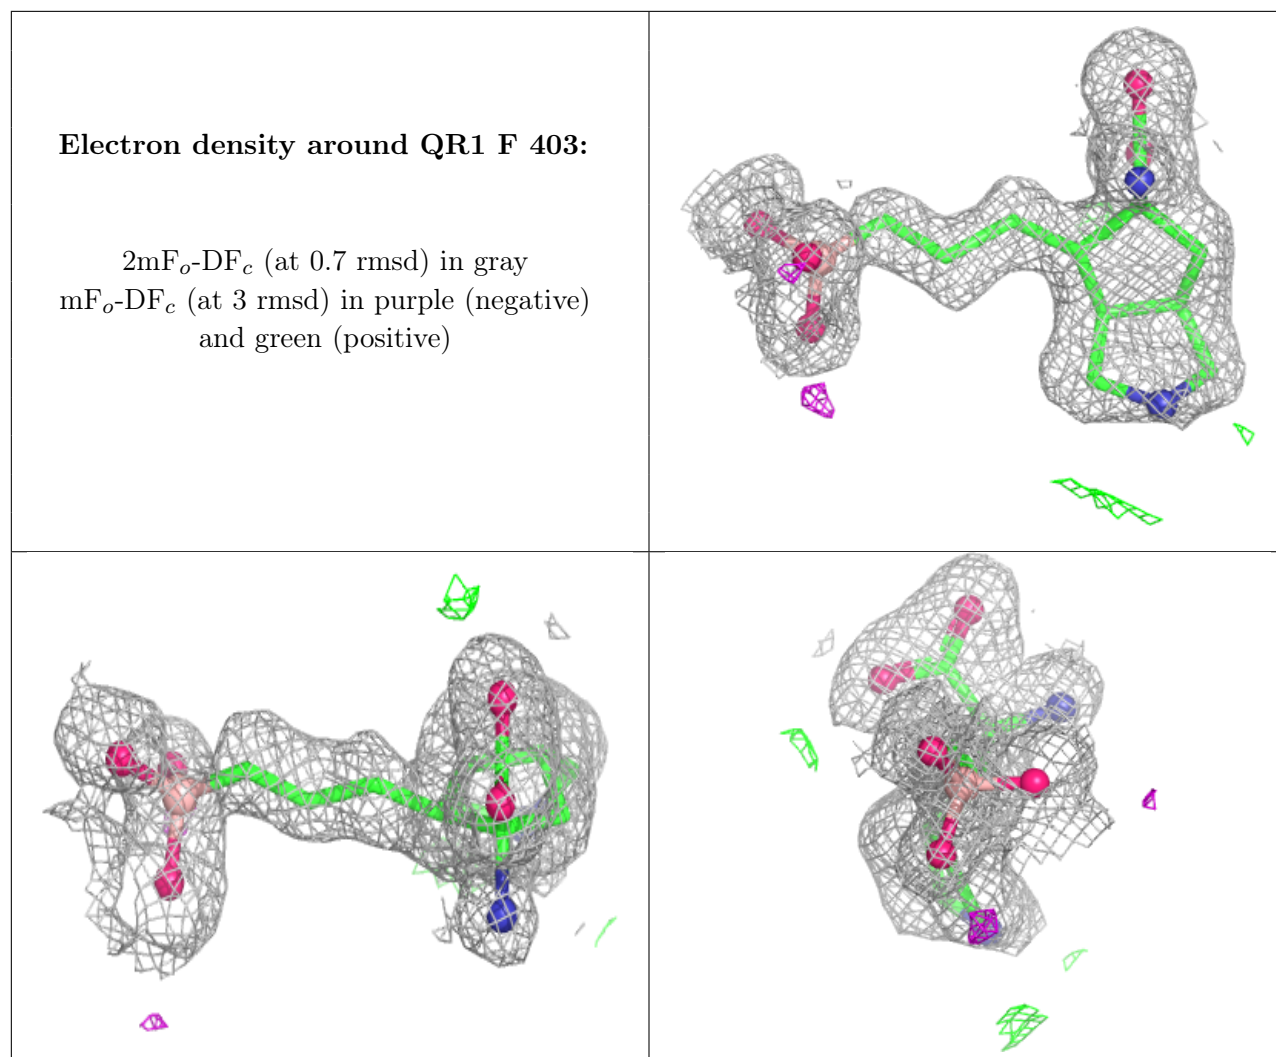 Electron density around QR1 F 403:
2mFo-DFc (at 0.7 rmsd) in gray
mFo-DFc (at 3 rmsd) in purple (negative)
and green (positive)